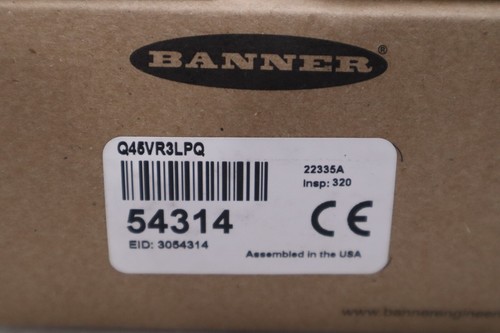 BANNER®
Q45VR3LPQ
22335A
Insp: 320
54314
CE
EID: 3054314
Assembled in the USA